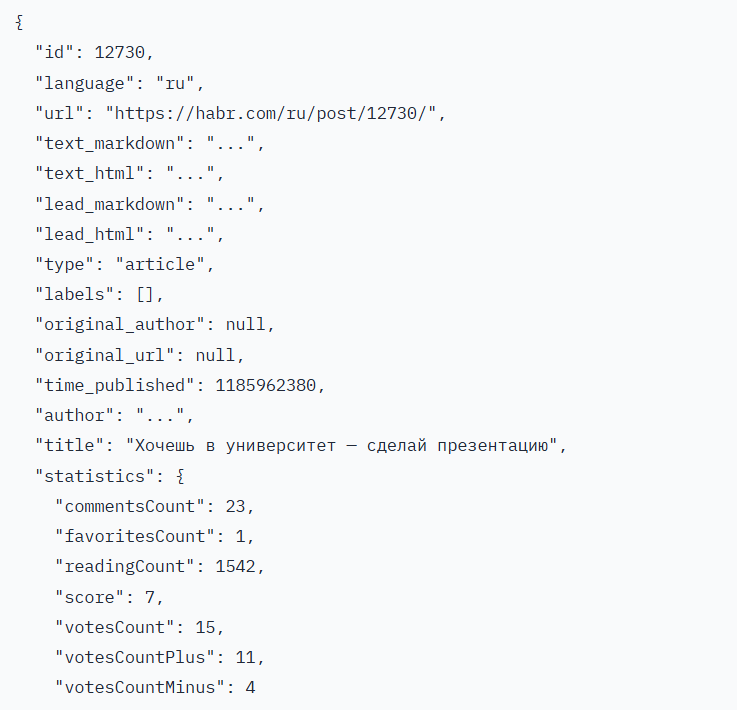 {
"id": 12730,
"language": "ru",
"url": "https://habr.com/ru/post/12730/",
"text_markdown": "...",
"text_html": "...",
"lead_markdown": "...",
"lead_html": "...",
"type": "article",
"labels": [],
"original_author": null,
"original_url": null,
"time_published": 1185962380,
"author": "...",
"title": "Хочешь в университет — сделай презентацию",
"statistics": {
"commentsCount": 23,
"favoritesCount": 1,
"readingCount": 1542,
"score": 7,
"votesCount": 15,
"votesCountPlus": 11,
"votesCountMinus": 4